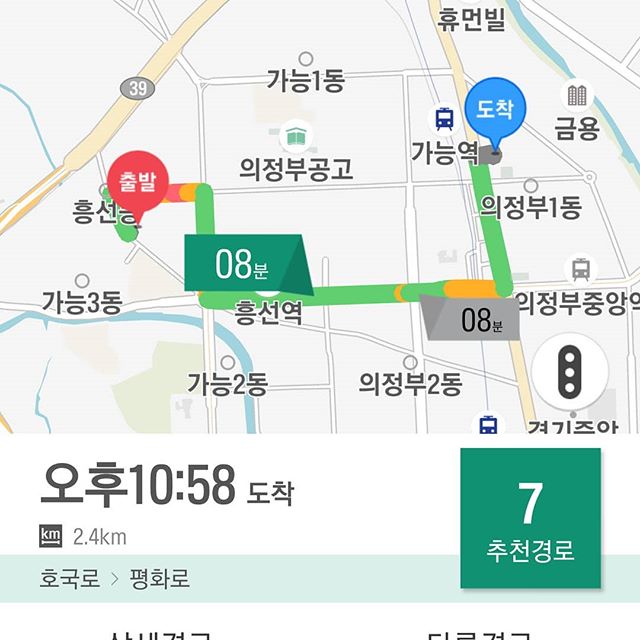 휴먼빌
39
가능1동
도착
금용
가능역
의정부공고
출발
흥선
의정부1동
08분
가능3동
흥선역
의정부중앙역
08분
가능2동
의정부2동
경기중앙
오후10:58 도착
7
km 2.4km
추천경로
호국로 > 평화로
상세경로
다른경로